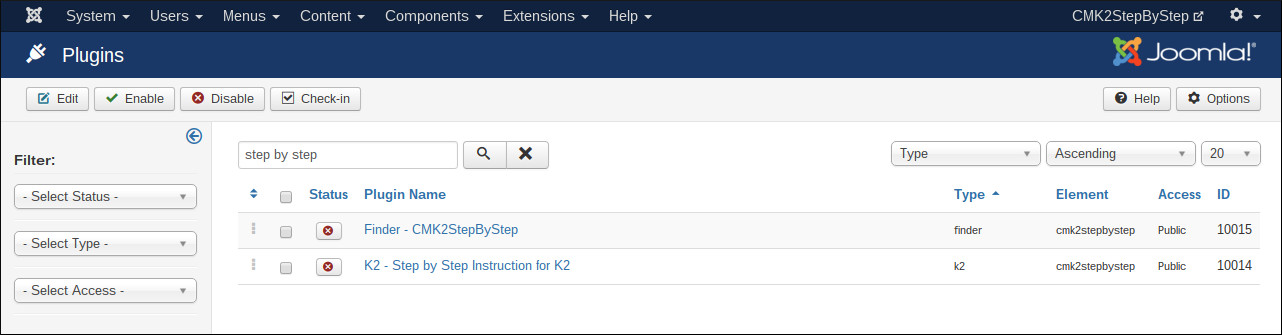 System Users Menus Content Components Extensions Help CMK2StepByStep
Plugins Joomla!®
Edit Enable Disable Check-in Help Options
Filter:
- Select Status -
- Select Type -
- Select Access -
step by step Type Ascending 20
Status Plugin Name Type Element Access ID
Finder - CMK2StepByStep finder cmk2stepbystep Public 10015
K2 - Step by Step Instruction for K2 k2 cmk2stepbystep Public 10014